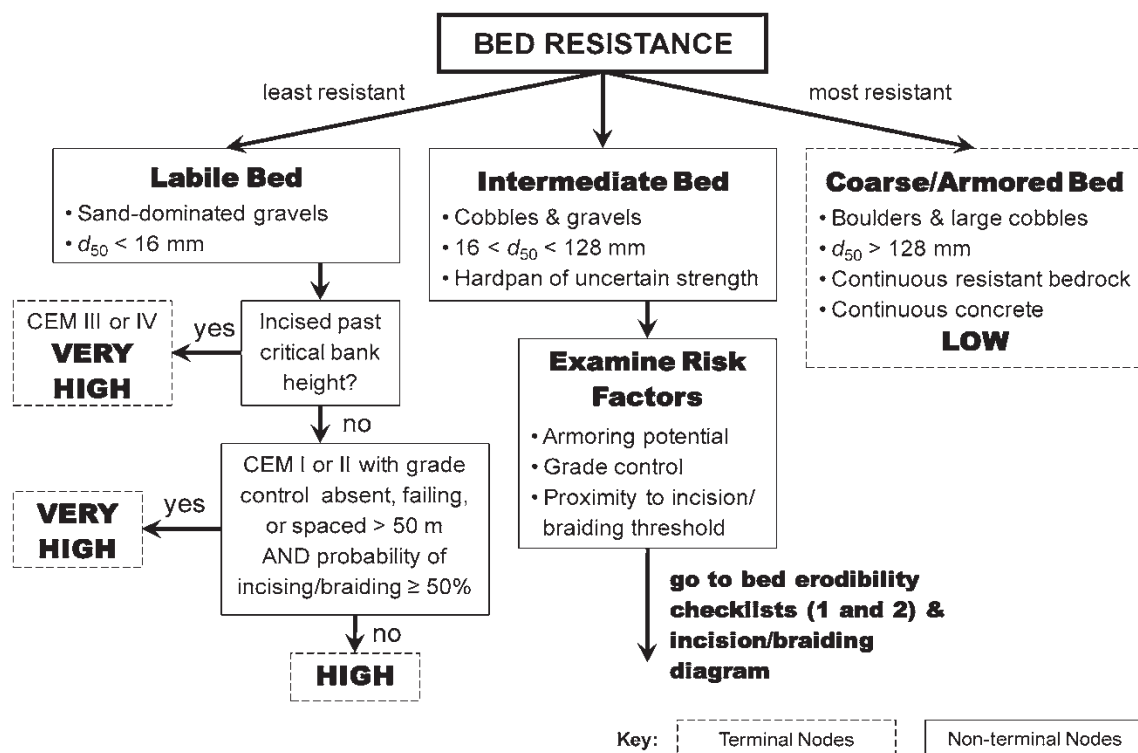 BED RESISTANCE
least resistant
most resistant
Labile Bed
• Sand-dominated gravels
• d50 < 16 mm
Intermediate Bed
• Cobbles & gravels
• 16 < d50 < 128 mm
• Hardpan of uncertain strength
Coarse/Armored Bed
• Boulders & large cobbles
• d50 > 128 mm
• Continuous resistant bedrock
• Continuous concrete
LOW
Incised past
critical bank
height?
yes
CEM III or IV
VERY
HIGH
no
CEM I or II with grade
control absent, failing,
or spaced > 50 m
AND probability of
incising/braiding ≥ 50%
yes
VERY
HIGH
no
HIGH
Examine Risk
Factors
• Armoring potential
• Grade control
• Proximity to incision/
braiding threshold
go to bed erodibility
checklists (1 and 2) &
incision/braiding
diagram
Key:
Terminal Nodes
Non-terminal Nodes